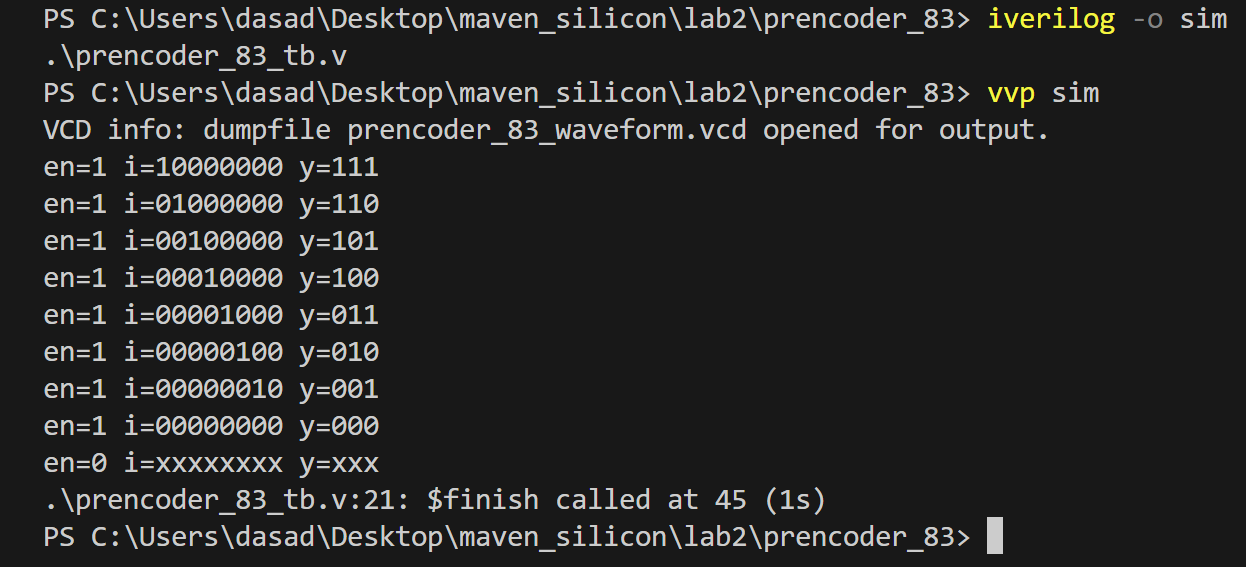 PS C:\Users\dasad\Desktop\maven_silicon\lab2\prencoder_83> iverilog -o sim
.\prencoder_83_tb.v
PS C:\Users\dasad\Desktop\maven_silicon\lab2\prencoder_83> vvp sim
VCD info: dumpfile prencoder_83_waveform.vcd opened for output.
en=1 i=10000000 y=111
en=1 i=01000000 y=110
en=1 i=00100000 y=101
en=1 i=00010000 y=100
en=1 i=00001000 y=011
en=1 i=00000100 y=010
en=1 i=00000010 y=001
en=1 i=00000000 y=000
en=0 i=xxxxxxxx y=xxx
.\prencoder_83_tb.v:21: $finish called at 45 (1s)
PS C:\Users\dasad\Desktop\maven_silicon\lab2\prencoder_83>